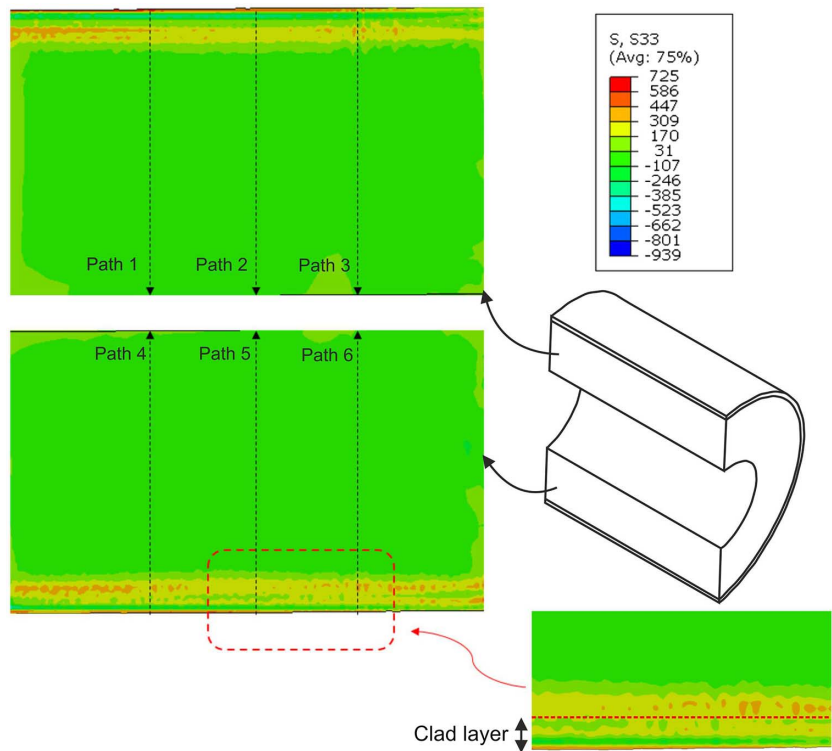 S, S33
(Avg: 75%)
725
586
447
309
170
31
-107
-246
-385
-523
-662
-801
-939
Path 1
Path 2
Path 3
Path 4
Path 5
Path 6
Clad layer